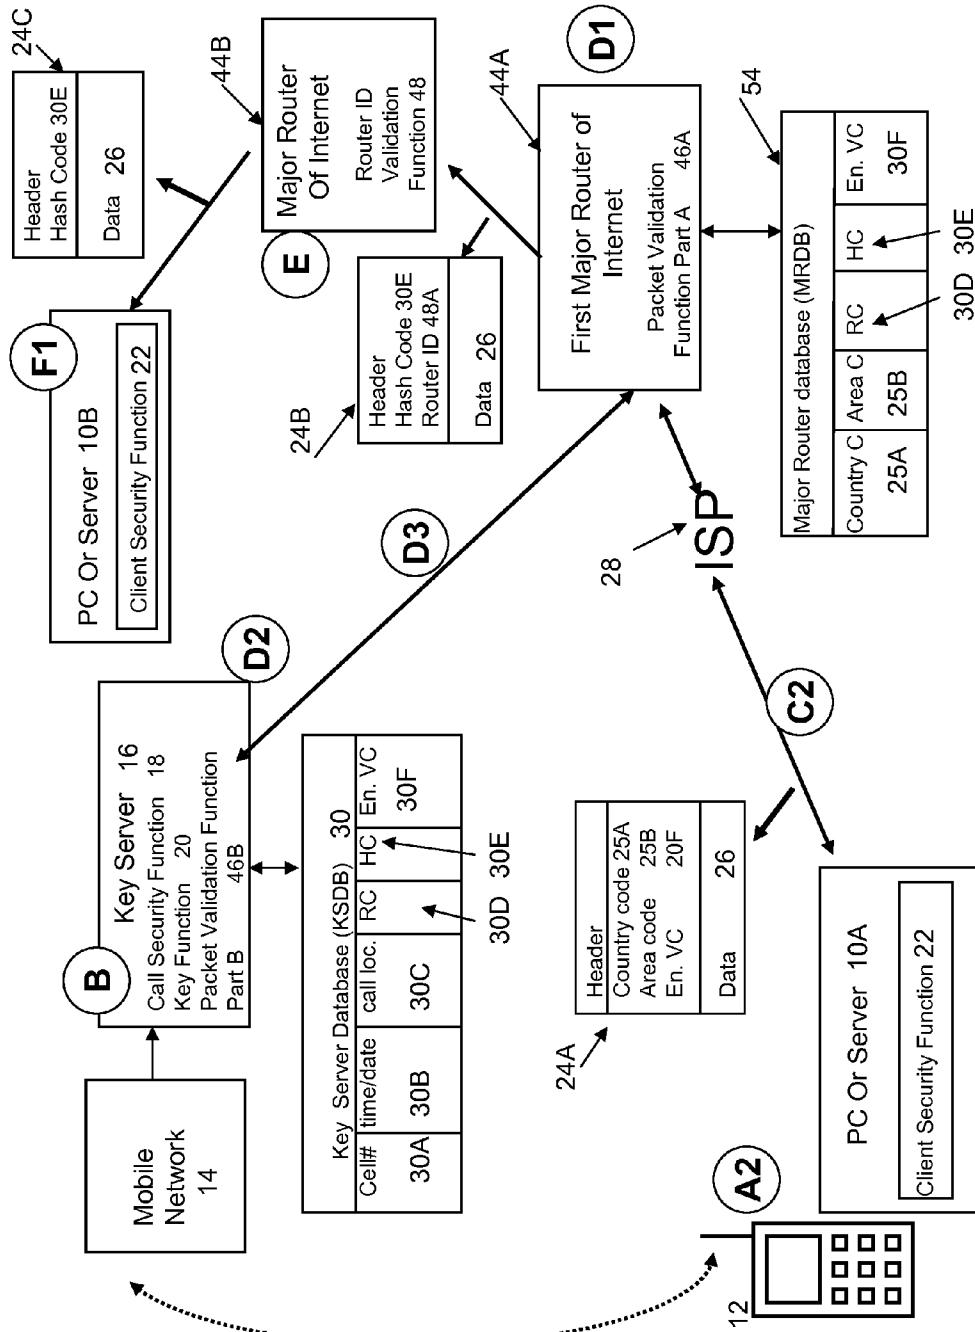 Mobile
Network
14
B
Key Server 16
Call Security Function 18
Key Function 20
Packet Validation Function
Part B 46B
D2
F1
PC Or Server 10B
Client Security Function 22
24C
Header
Hash Code 30E
Data 26
Key Server Database (KSDB) 30
Cell# time/date call loc. RC HC En. VC
30A 30B 30C 30F
30D 30E
D3
E
Major Router
Of Internet
Router ID
Validation
Function 48
44B
24B
Header
Hash Code 30E
Router ID 48A
Data 26
24A
Header
Country code 25A
Area code 25B
En. VC 20F
Data 26
28
ISP
First Major Router of
Internet
Packet Validation
Function Part A 46A
44A
D1
12
A2
C2
PC Or Server 10A
Client Security Function 22
54
Major Router database (MRDB)
Country C Area C RC HC En. VC
25A 25B 30F
30D 30E